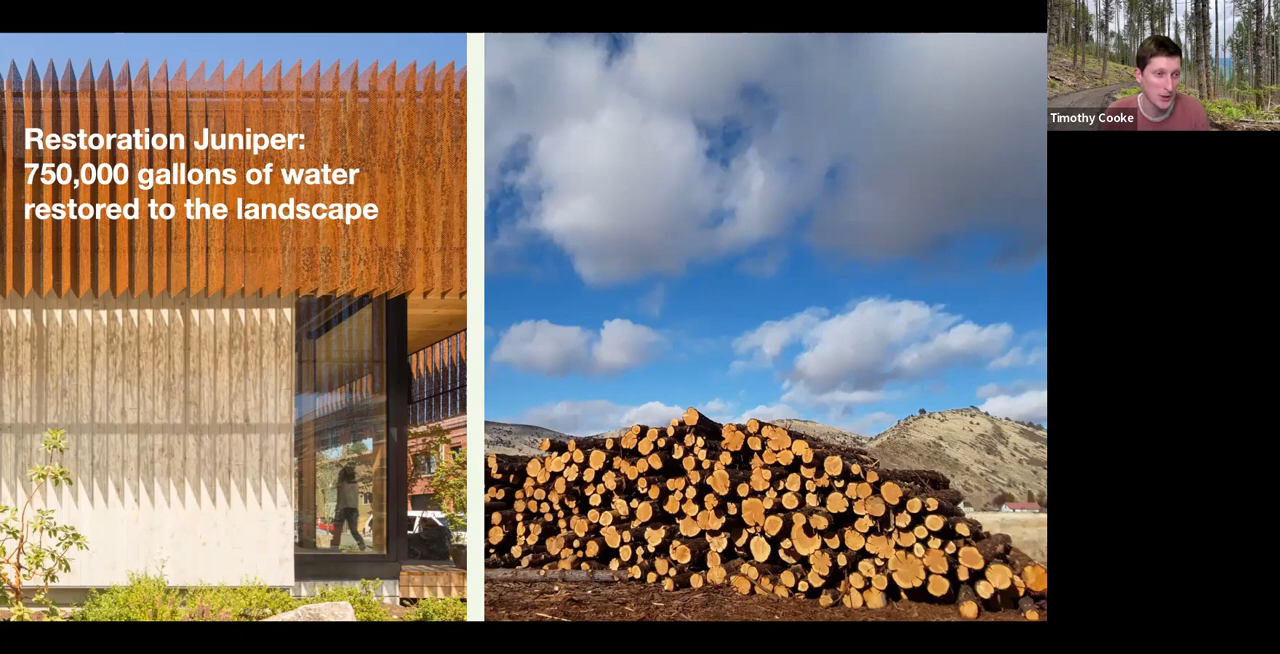 Restoration Juniper:
750,000 gallons of water
restored to the landscape
Timothy Cooke